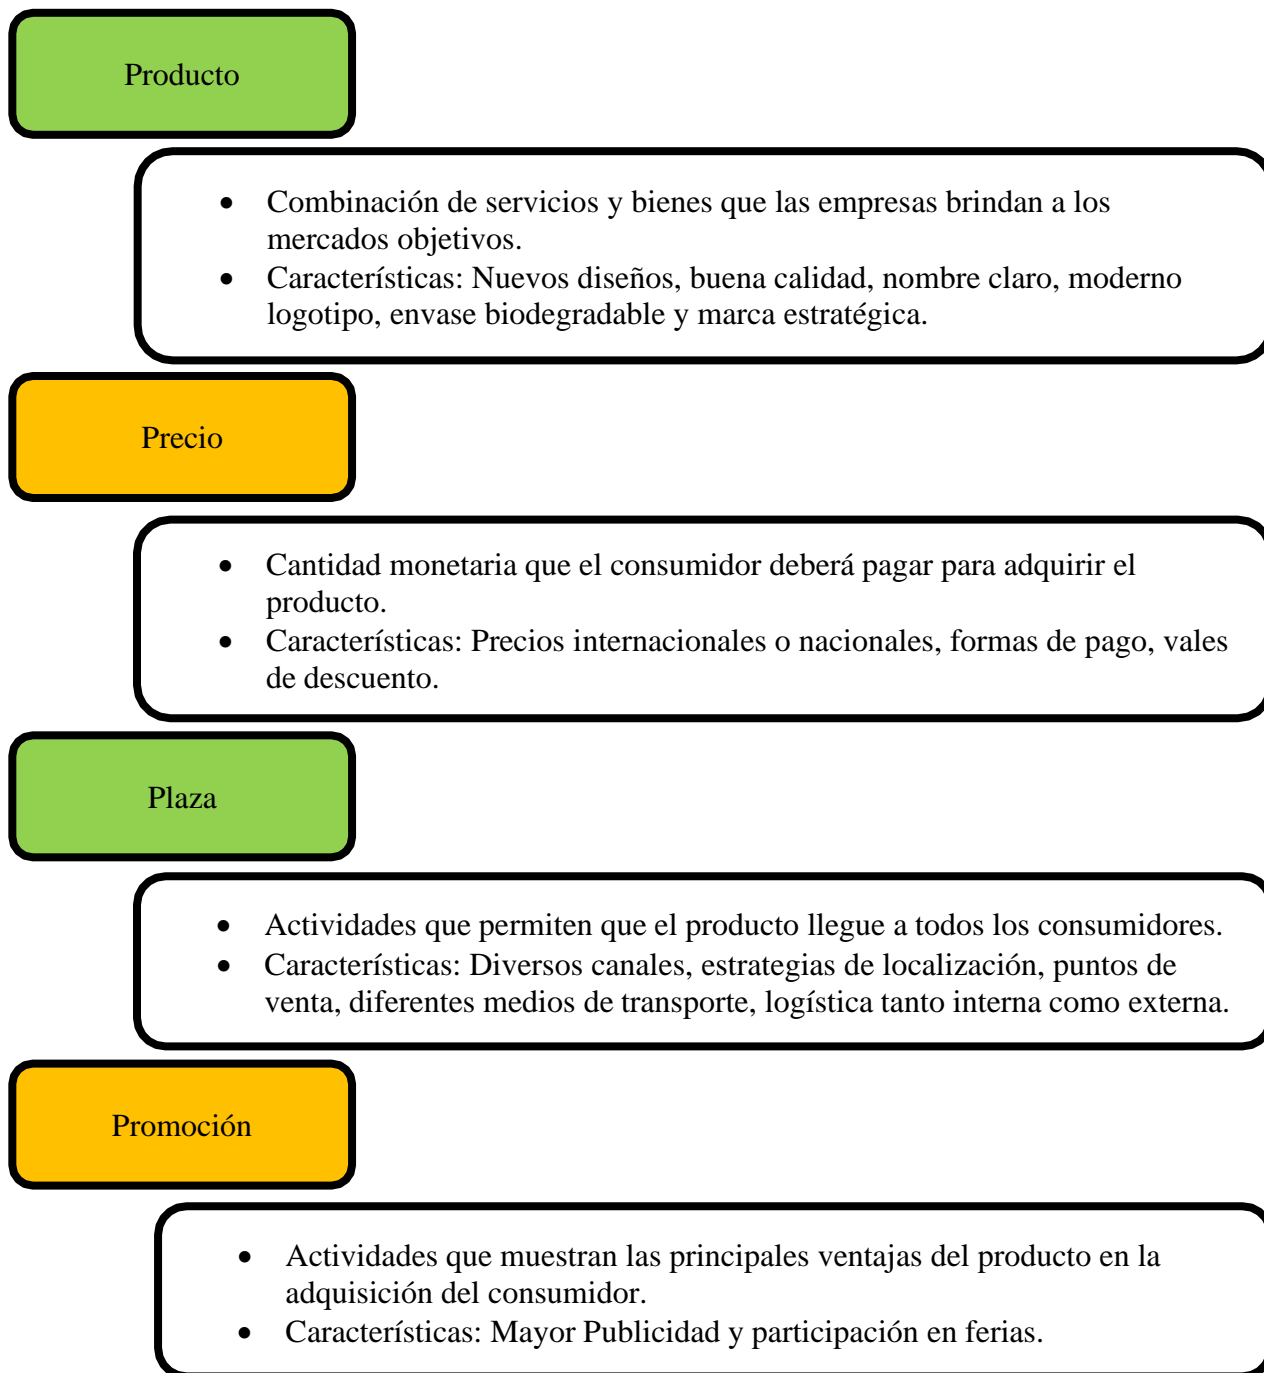 Producto
• Combinación de servicios y bienes que las empresas brindan a los
mercados objetivos.
• Características: Nuevos diseños, buena calidad, nombre claro, moderno
logotipo, envase biodegradable y marca estratégica.
Precio
• Cantidad monetaria que el consumidor deberá pagar para adquirir el
producto.
• Características: Precios internacionales o nacionales, formas de pago, vales
de descuento.
Plaza
• Actividades que permiten que el producto llegue a todos los consumidores.
• Características: Diversos canales, estrategias de localización, puntos de
venta, diferentes medios de transporte, logística tanto interna como externa.
Promoción
• Actividades que muestran las principales ventajas del producto en la
adquisición del consumidor.
• Características: Mayor Publicidad y participación en ferias.